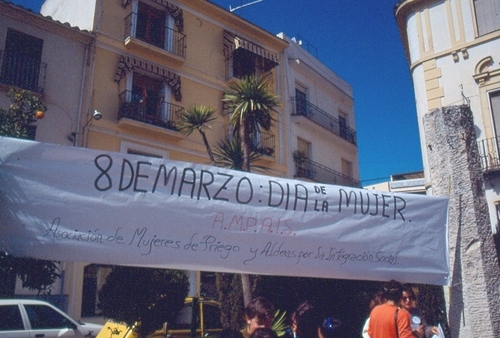 8 DE MARZO: DIA DE LA MUJER.
A.M.P.A.I.S.
Asociación de Mujeres de Priego y Aldeas por Su Integración Social